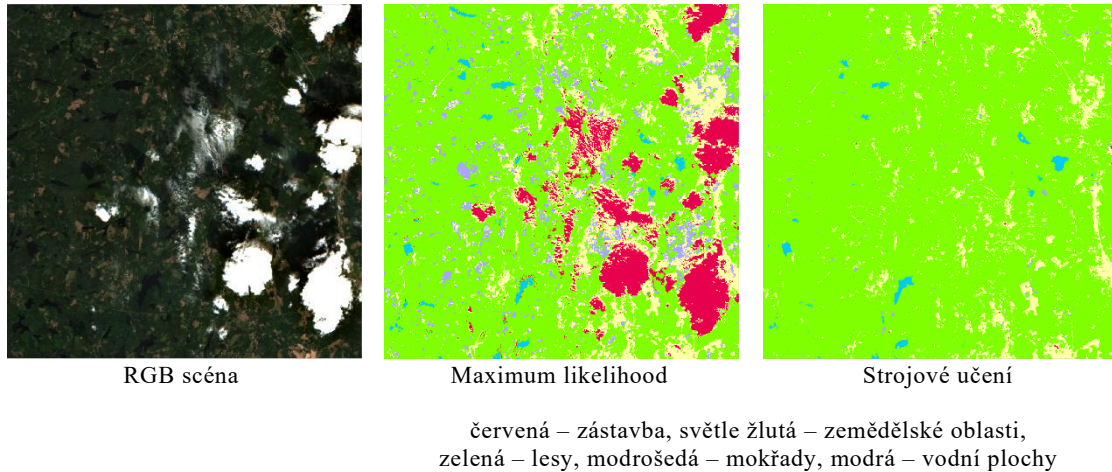 RGB scéna
Maximum likelihood
Strojové učení
červená – zástavba, světle žlutá – zemědělské oblasti,
zelená – lesy, modrošedá – mokřady, modrá – vodní plochy